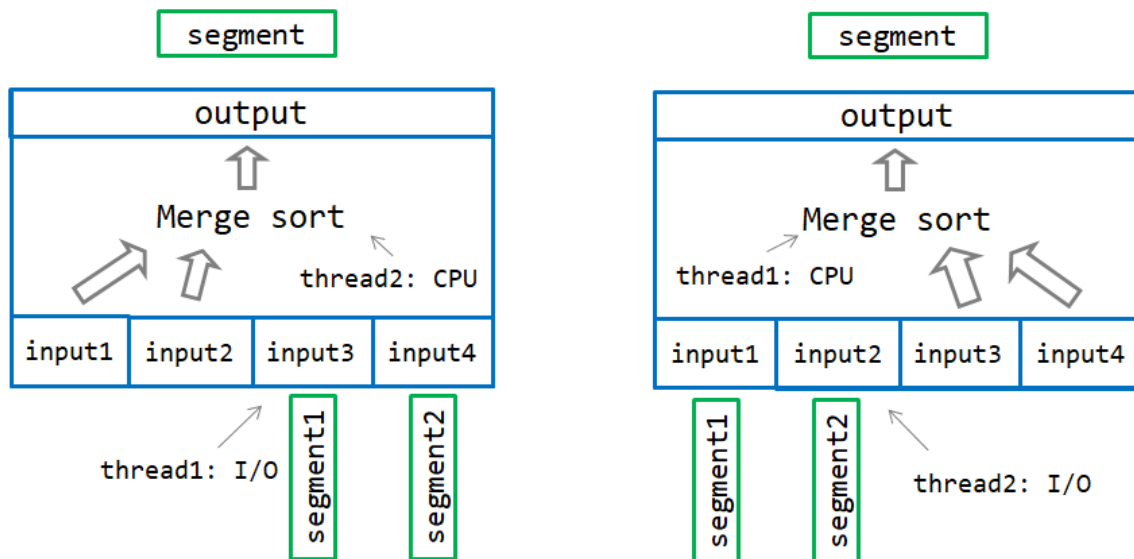 segment
output
Merge sort
thread2: CPU
input1 input2 input3 input4
thread1: I/O
segment1
segment2
segment
output
Merge sort
thread1: CPU
input1 input2 input3 input4
segment1
segment2
thread2: I/O